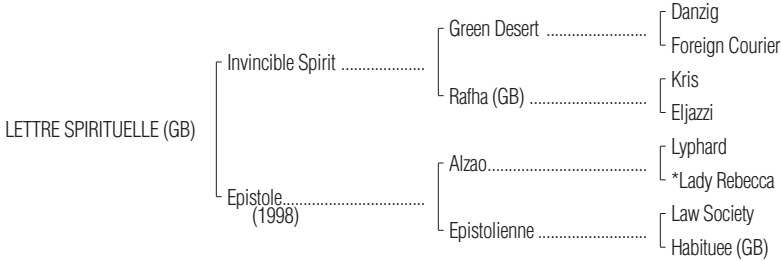 Danzig
Green Desert ........................
Foreign Courier
Invincible Spirit ....................
Kris
Rafha (GB) ............................
Eljazzi
LETTRE SPIRITUELLE (GB)
Lyphard
Alzao......................................
*Lady Rebecca
Epistole..................................
(1998)
Law Society
Epistolienne ..........................
Habituee (GB)